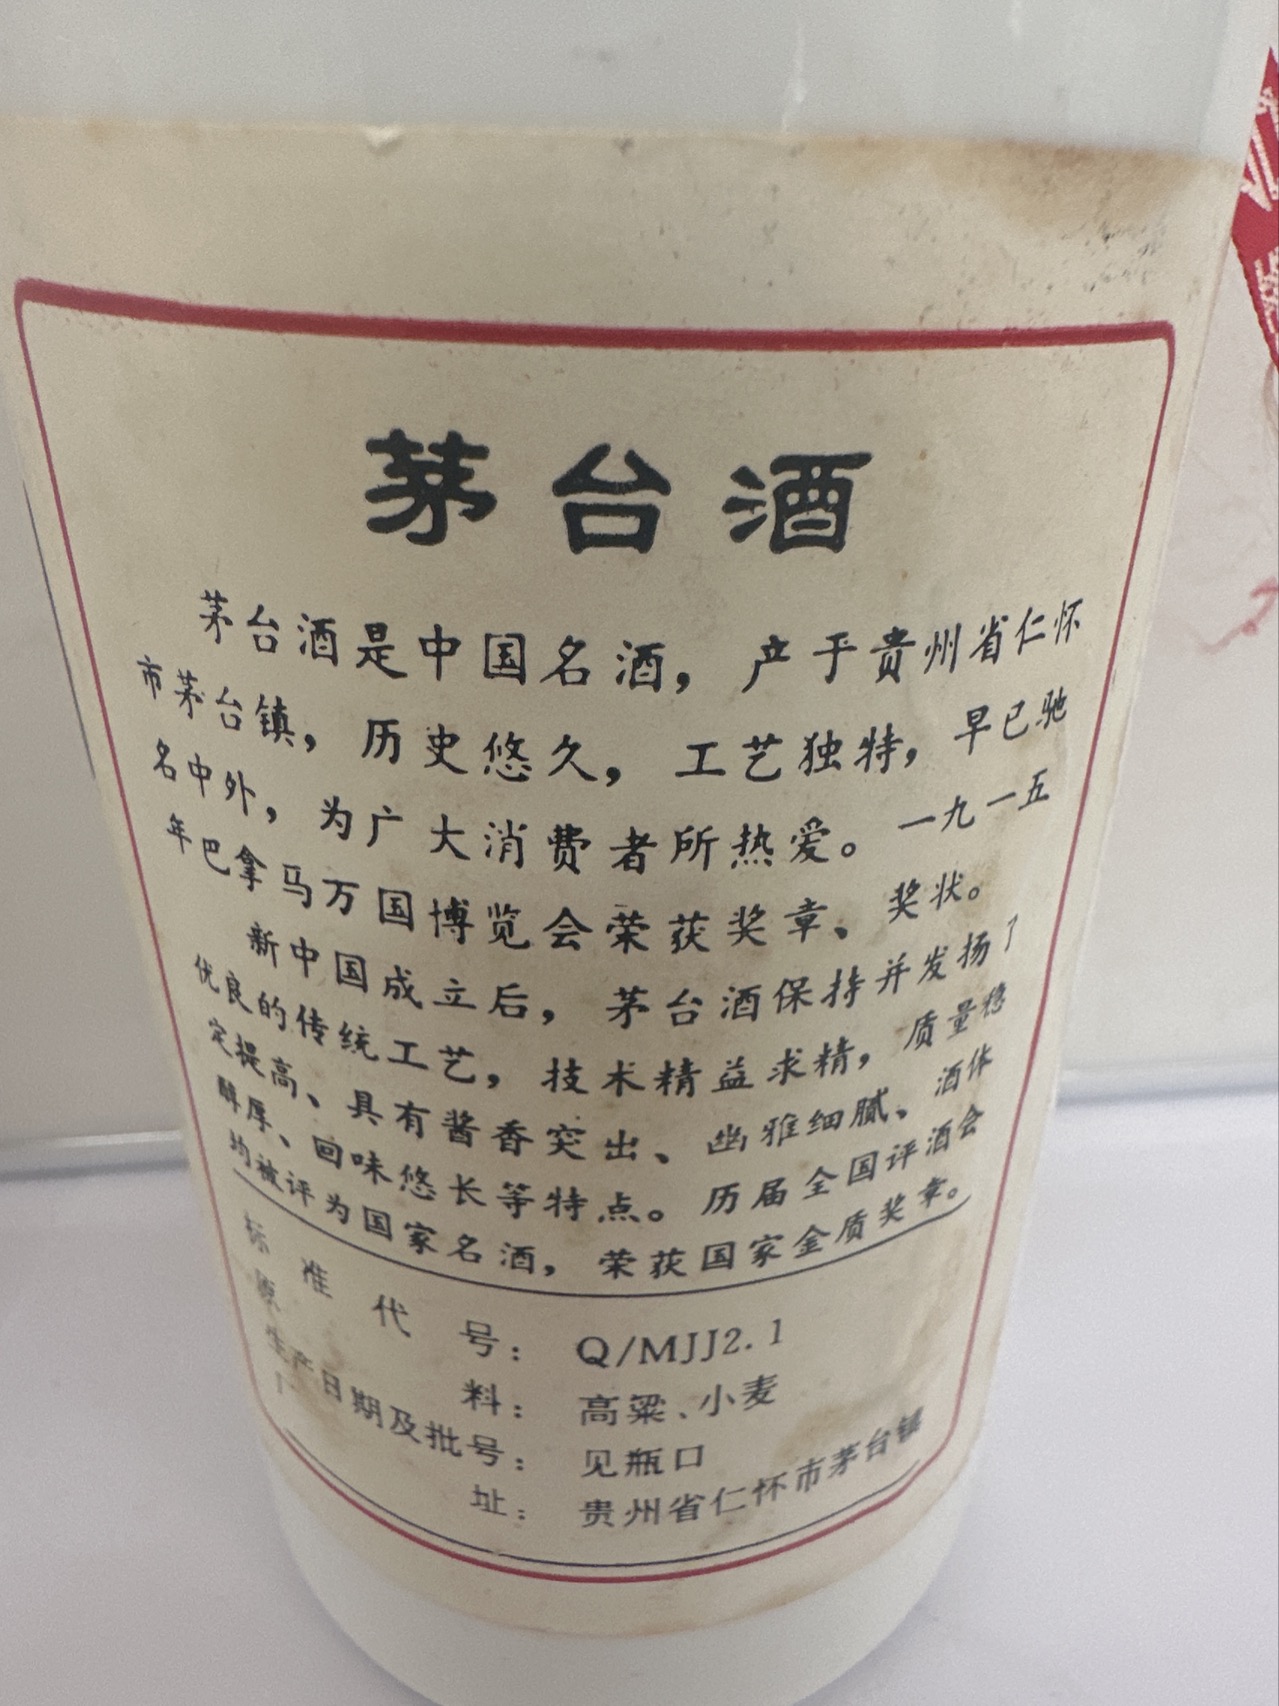 茅台酒
茅台酒是中国名酒，产于贵州省仁怀
市茅台镇，历史悠久，工艺独特，早已驰
名中外，为广大消费者所热爱。一九一五
年巴拿马万国博览会荣获奖章、奖状。
新中国成立后，茅台酒保持并发扬了
优良的传统工艺，技术精益求精，质量稳
定提高、具有酱香突出、幽雅细腻、酒体
醇厚、回味悠长等特点。历届全国评酒会
均被评为国家名酒，荣获国家金质奖章。
标准代号：Q/MJJ2.1
原料：高粱、小麦
生产日期及批号：见瓶口
址：贵州省仁怀市茅台镇